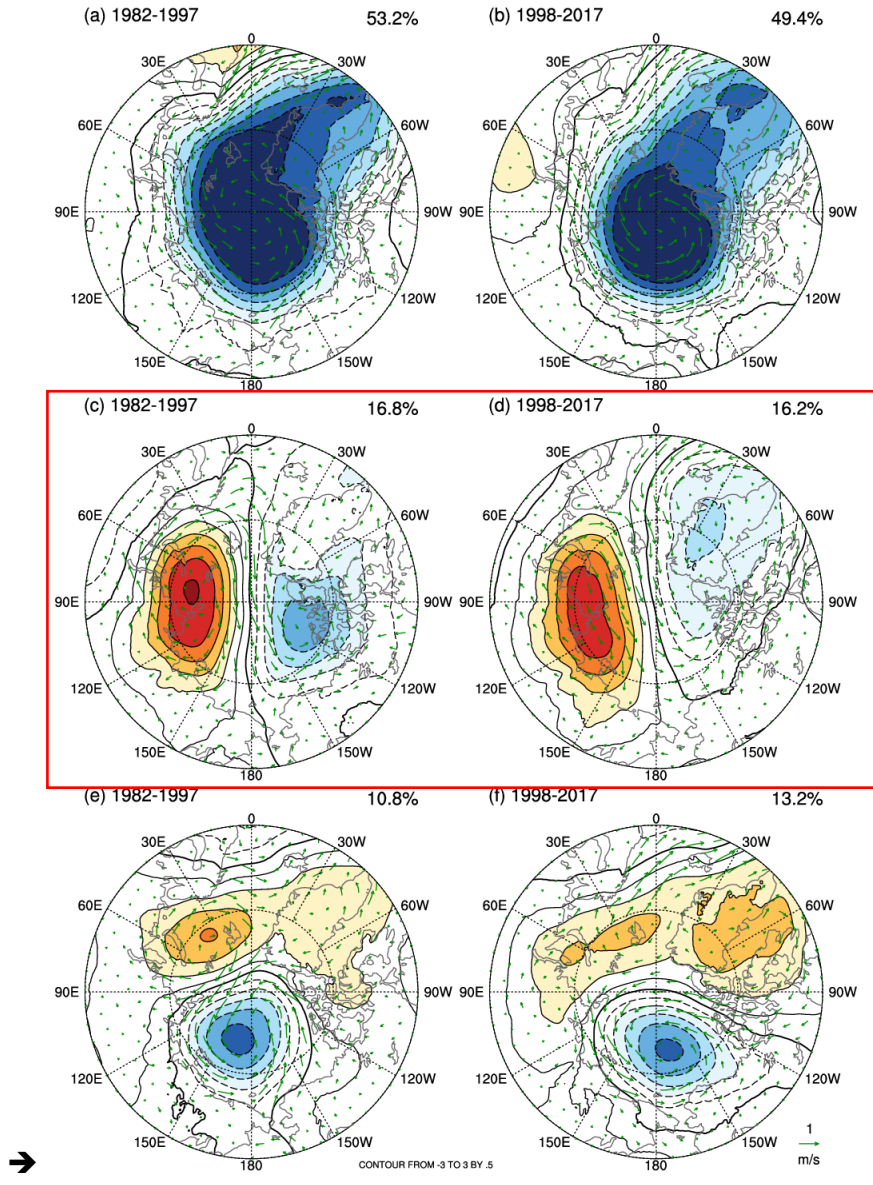 (a) 1982-1997 53.2% (b) 1998-2017 49.4%
0 0
30E 30W 30E 30W
60E 60W 60E 60W
90E 90W 90E 90W
120E 120W 120E 120W
150E 150W 150E 150W
180 180
(c) 1982-1997 16.8% (d) 1998-2017 16.2%
0 0
30E 30W 30E 30W
60E 60W 60E 60W
90E 90W 90E 90W
120E 120W 120E 120W
150E 150W 150E 150W
180 180
(e) 1982-1997 10.8% (f) 1998-2017 13.2%
0 0
30E 30W 30E 30W
60E 60W 60E 60W
90E 90W 90E 90W
120E 120W 120E 120W
150E 150W 150E 150W 1
180 CONTOUR FROM -3 TO 3 BY .5 180 m/s